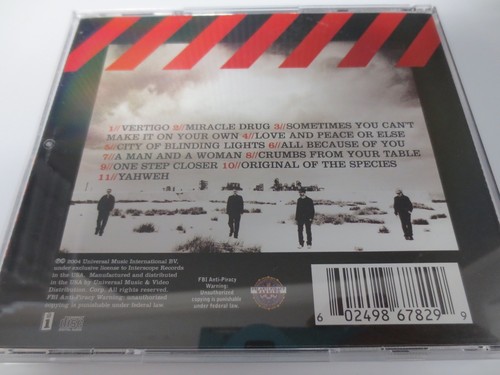 1//VERTIGO 2//MIRACLE DRUG 3//SOMETIMES YOU CAN'T
MAKE IT ON YOUR OWN 4//LOVE AND PEACE OR ELSE
5//CITY OF BLINDING LIGHTS 6//ALL BECAUSE OF YOU
7//A MAN AND A WOMAN 8//CRUMBS FROM YOUR TABLE
9//ONE STEP CLOSER 10//ORIGINAL OF THE SPECIES
11//YAHWEH
℗© 2004 Universal Music International BV,
under exclusive license to Interscope Records
in the USA. Manufactured and distributed
in the USA by Universal Music & Video
Distribution, Corp. All rights reserved.
FBI Anti-Piracy Warning: unauthorized
copying is punishable under federal law.
FBI Anti-Piracy
Warning:
Unauthorized
copying is punishable
under federal law.
6 02498 67829 9